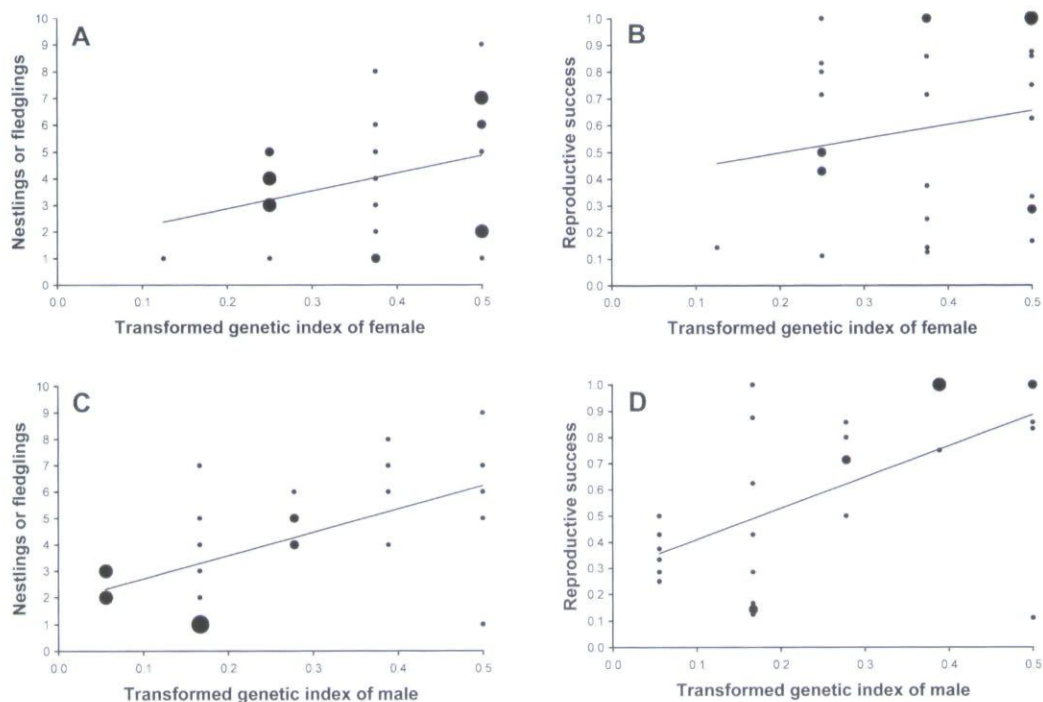 A
10
9
8
7
6
5
4
3
2
1
0
Nestlings or fledglings
0.0 0.1 0.2 0.3 0.4 0.5
Transformed genetic index of female
B
1.0
0.9
0.8
0.7
0.6
0.5
0.4
0.3
0.2
0.1
0.0
Reproductive success
0.0 0.1 0.2 0.3 0.4 0.5
Transformed genetic index of female
C
10
9
8
7
6
5
4
3
2
1
0
Nestlings or fledglings
0.0 0.1 0.2 0.3 0.4 0.5
Transformed genetic index of male
D
1.0
0.9
0.8
0.7
0.6
0.5
0.4
0.3
0.2
0.1
0.0
Reproductive success
0.0 0.1 0.2 0.3 0.4 0.5
Transformed genetic index of male